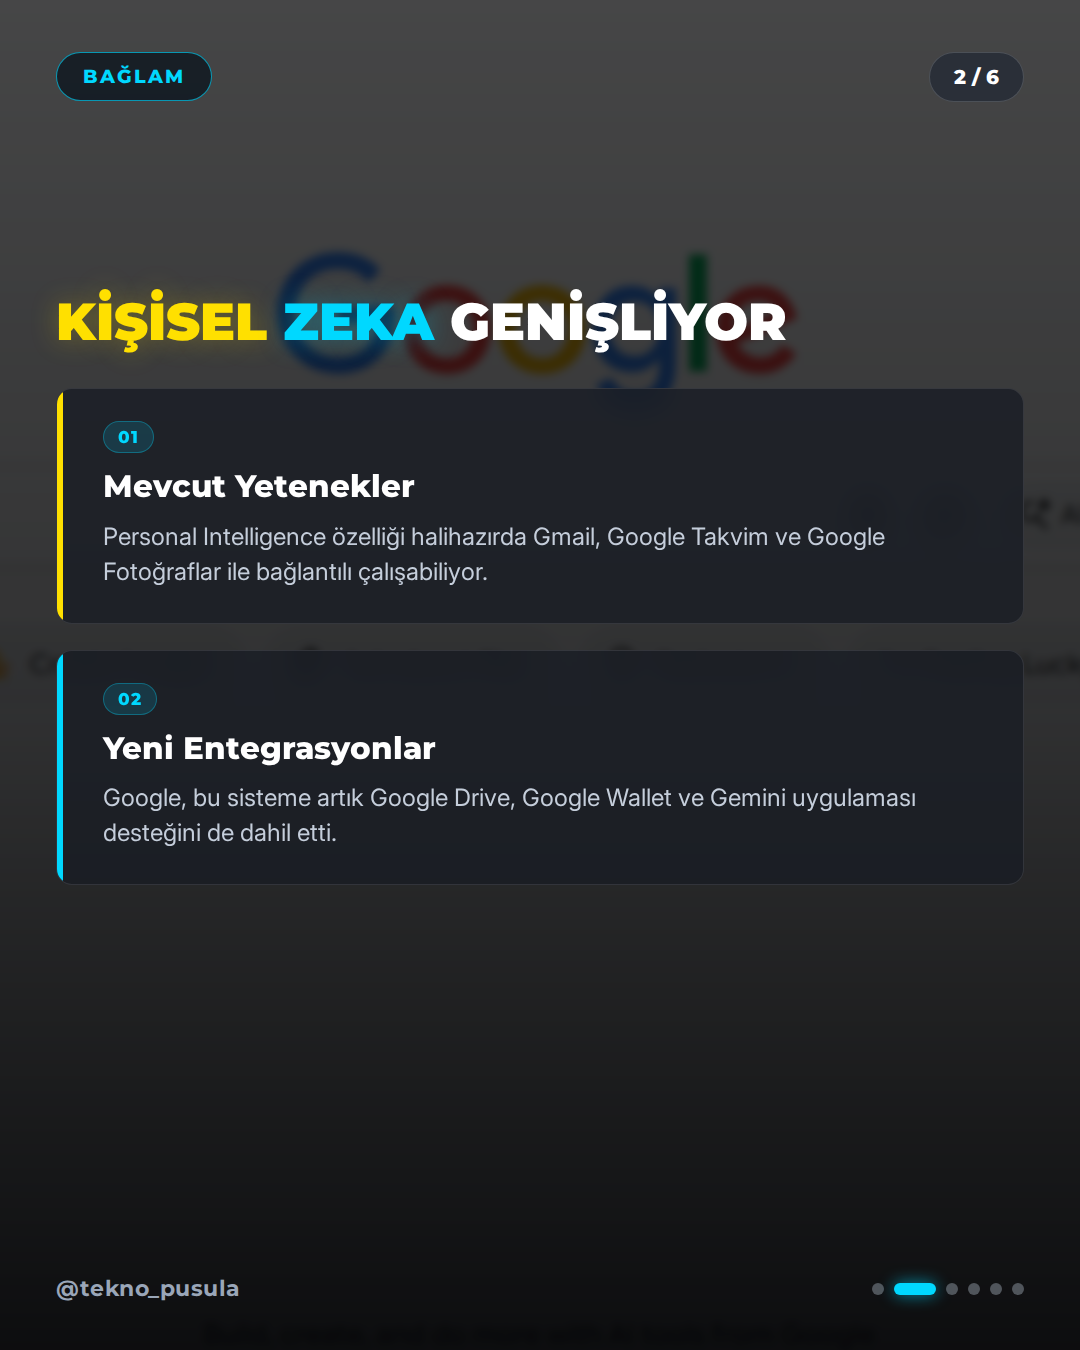 BAĞLAM
2 / 6
Google
KİŞİSEL ZEKA GENİŞLİYOR
01
Mevcut Yetenekler
Personal Intelligence özelliği halihazırda Gmail, Google Takvim ve Google
Fotoğraflar ile bağlantılı çalışabiliyor.
02
Yeni Entegrasyonlar
Google, bu sisteme artık Google Drive, Google Wallet ve Gemini uygulaması
desteğini de dahil etti.
@tekno_pusula